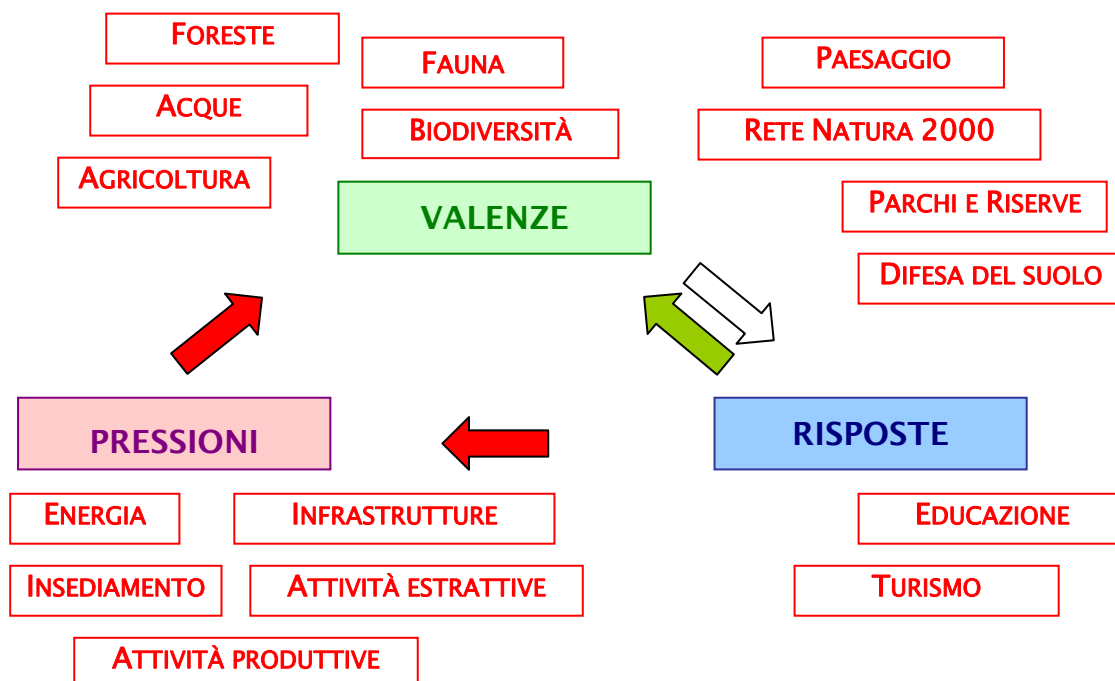 FORESTE
FAUNA
PAESAGGIO
ACQUE
BIODIVERSITÀ
RETE NATURA 2000
AGRICOLTURA
VALENZE
PARCHI E RISERVE
DIFESA DEL SUOLO
PRESSIONI
RISPOSTE
ENERGIA
INFRASTRUTTURE
EDUCAZIONE
INSEDIAMENTO
ATTIVITÀ ESTRATTIVE
TURISMO
ATTIVITÀ PRODUTTIVE